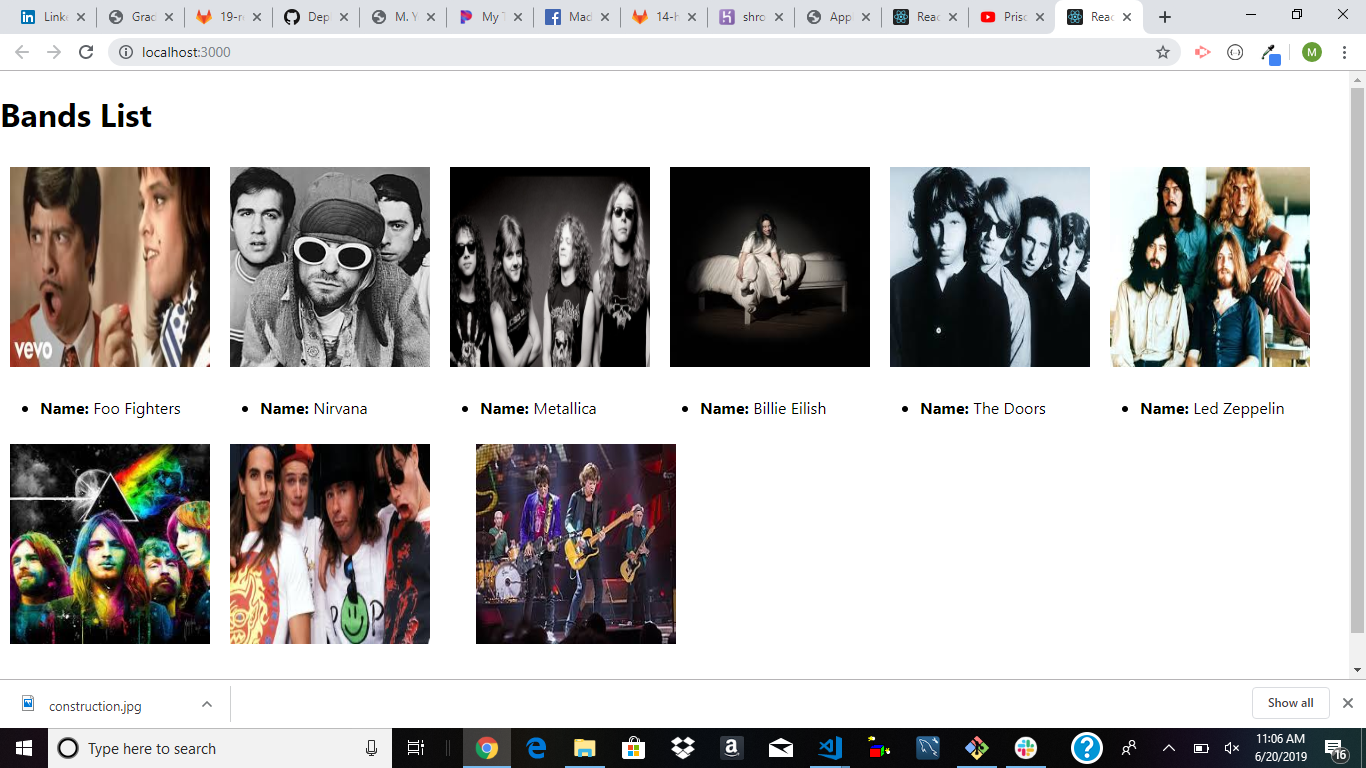 Linke
Grad
19-r
Dep
M. Y
My T
Mad
14-h
shro
App
Reac
Prisc
Reac
localhost:3000
M
Bands List
vevo
Name: Foo Fighters
Name: Nirvana
Name: Metallica
Name: Billie Eilish
Name: The Doors
Name: Led Zeppelin
construction.jpg
Show all
Type here to search
11:06 AM
6/20/2019
16